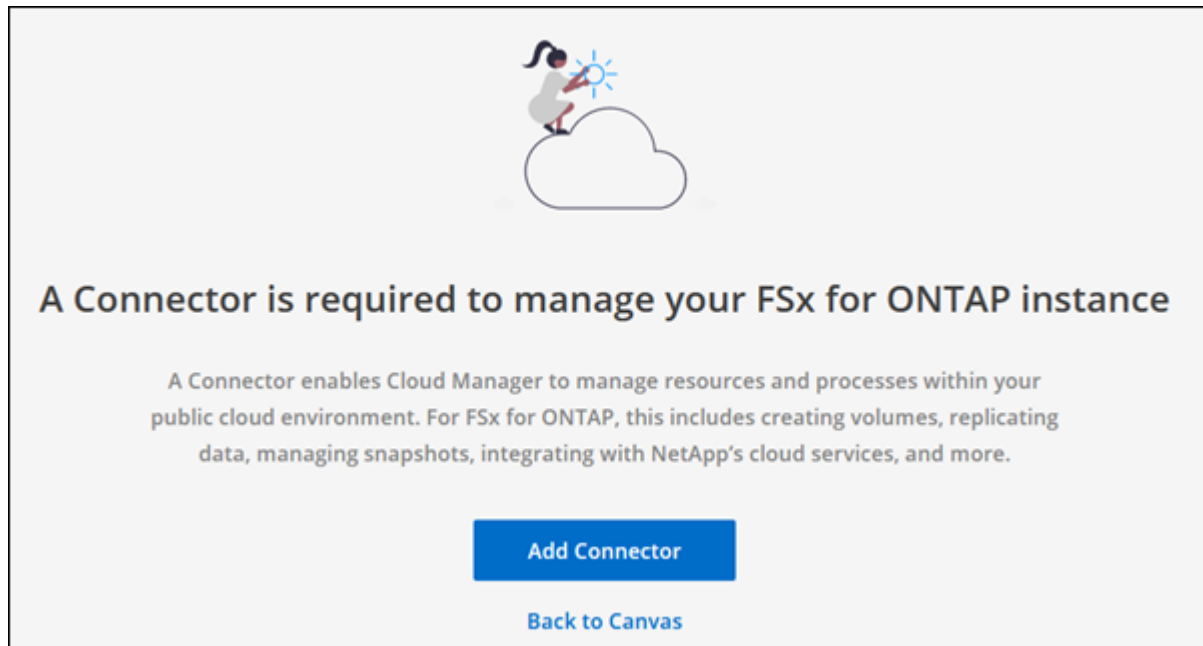 A Connector is required to manage your FSx for ONTAP instance
A Connector enables Cloud Manager to manage resources and processes within your
public cloud environment. For FSx for ONTAP, this includes creating volumes, replicating
data, managing snapshots, integrating with NetApp's cloud services, and more.
Add Connector
Back to Canvas